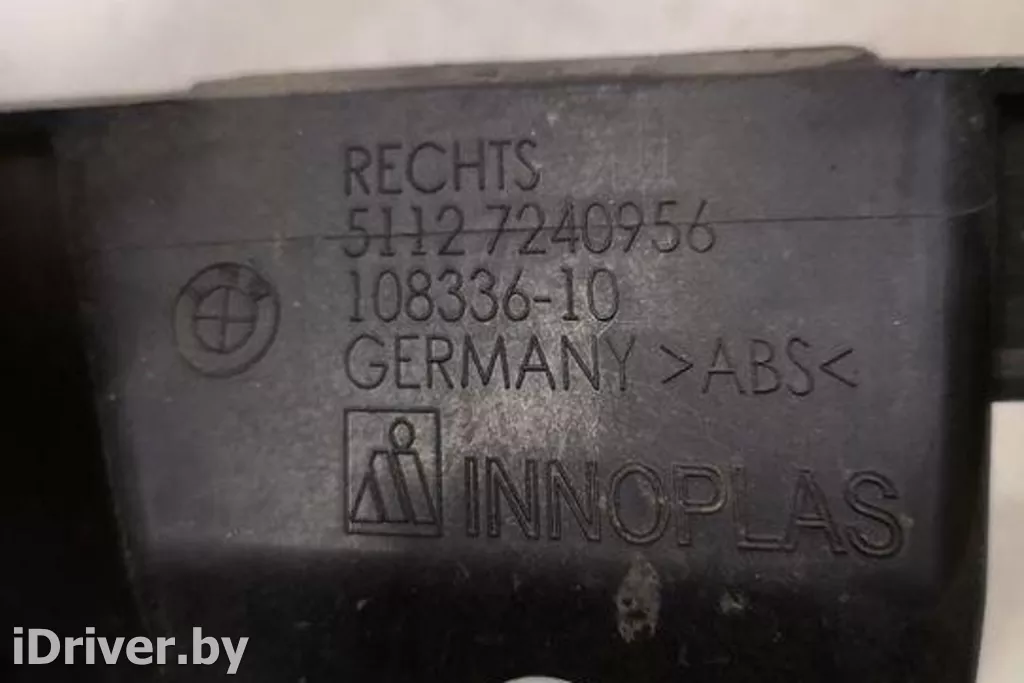 RECHTS
5112 7240956
108336-10
GERMANY >ABS<
INNOPLAS
iDriver.by